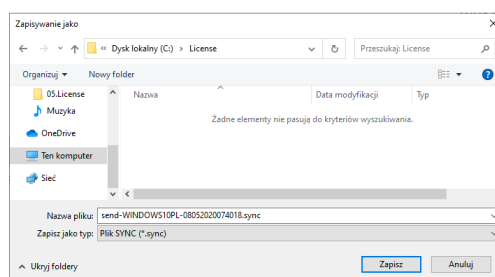 Zapisywanie jako
« Dysk lokalny (C:) › License
Przeszukaj: License
Organizuj
Nowy folder
Nazwa
Data modyfikacji
Typ
05.License
Muzyka
OneDrive
Ten komputer
Sieć
Żadne elementy nie pasują do kryteriów wyszukiwania.
Nazwa pliku: send-WINDOWS10PL-08052020074018.sync
Zapisz jako typ: Plik SYNC (*.sync)
Ukryj foldery
Zapisz
Anuluj